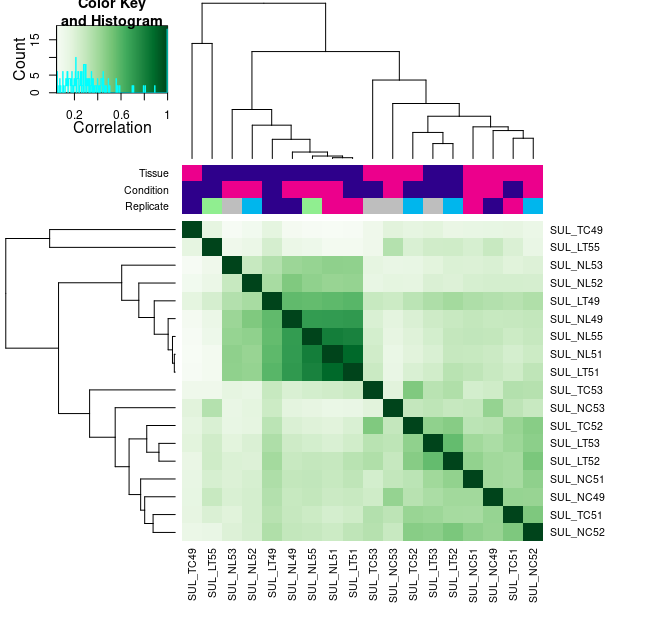 Color Key
and Histogram
Count
0 5 15
0.2 0.6 1
Correlation
Tissue
Condition
Replicate
SUL_TC49
SUL_LT55
SUL_NL53
SUL_NL52
SUL_LT49
SUL_NL49
SUL_NL55
SUL_NL51
SUL_LT51
SUL_TC53
SUL_NC53
SUL_TC52
SUL_LT53
SUL_LT52
SUL_NC51
SUL_NC49
SUL_TC51
SUL_NC52
SUL_TC49
SUL_LT55
SUL_NL53
SUL_NL52
SUL_LT49
SUL_NL49
SUL_NL55
SUL_NL51
SUL_LT51
SUL_TC53
SUL_NC53
SUL_TC52
SUL_LT53
SUL_LT52
SUL_NC51
SUL_NC49
SUL_TC51
SUL_NC52